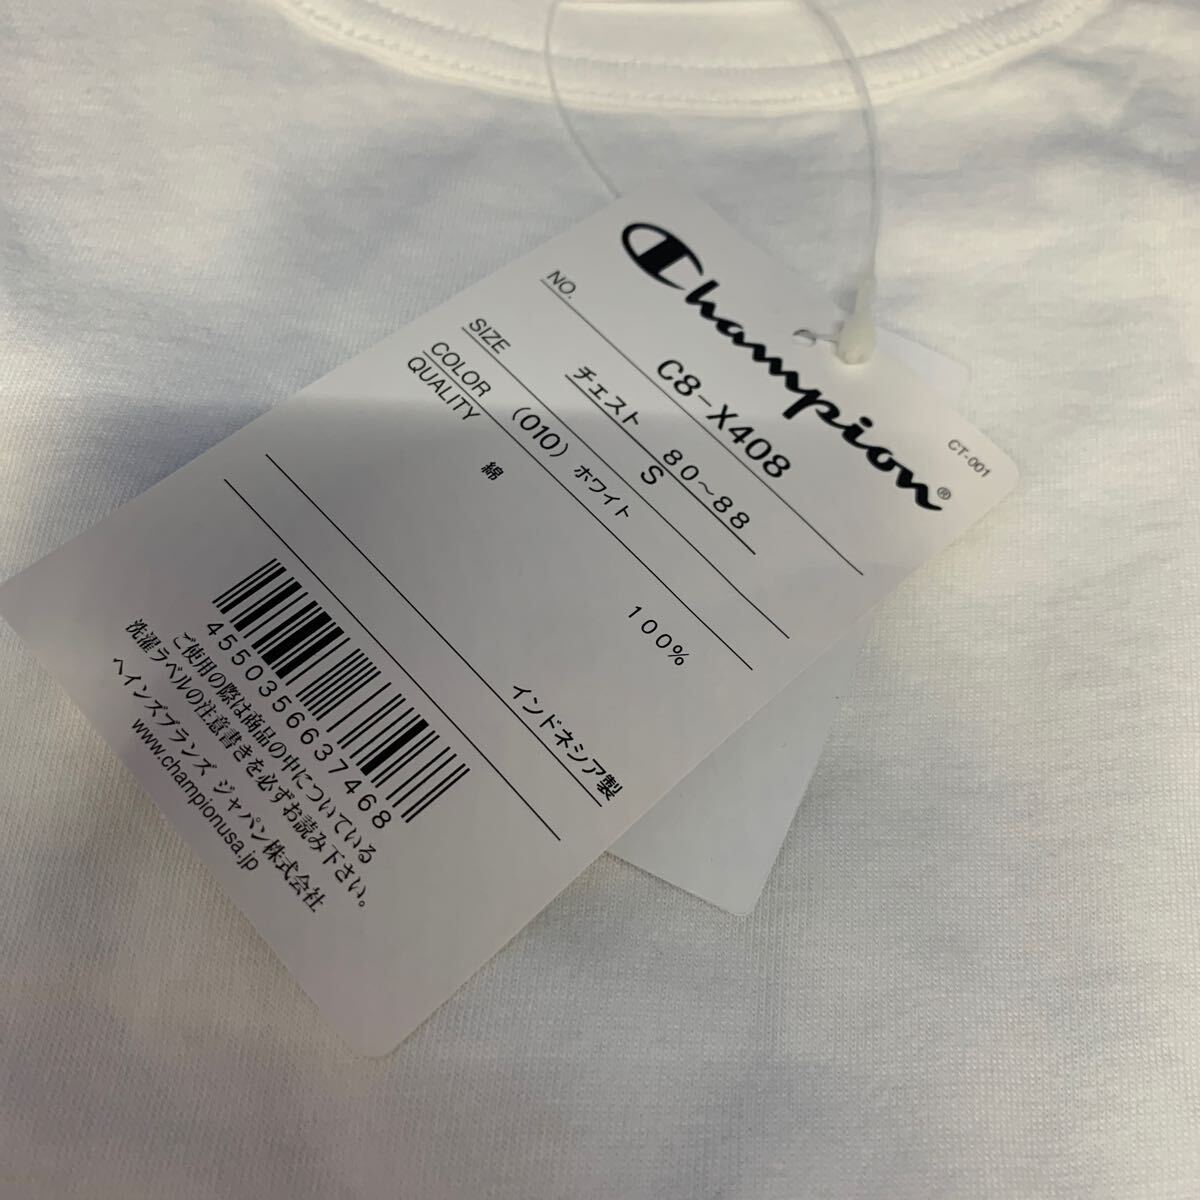 Champion®
CT-001
NO.
C8-X408
SIZE
チェスト 80〜88
S
COLOR (010) ホワイト
QUALITY
綿 100%
インドネシア製
4550356637468
ご使用の際は商品の中についている
洗濯ラベルの注意書きを必ずお読み下さい。
ヘインズブランズ ジャパン株式会社
www.championusa.jp